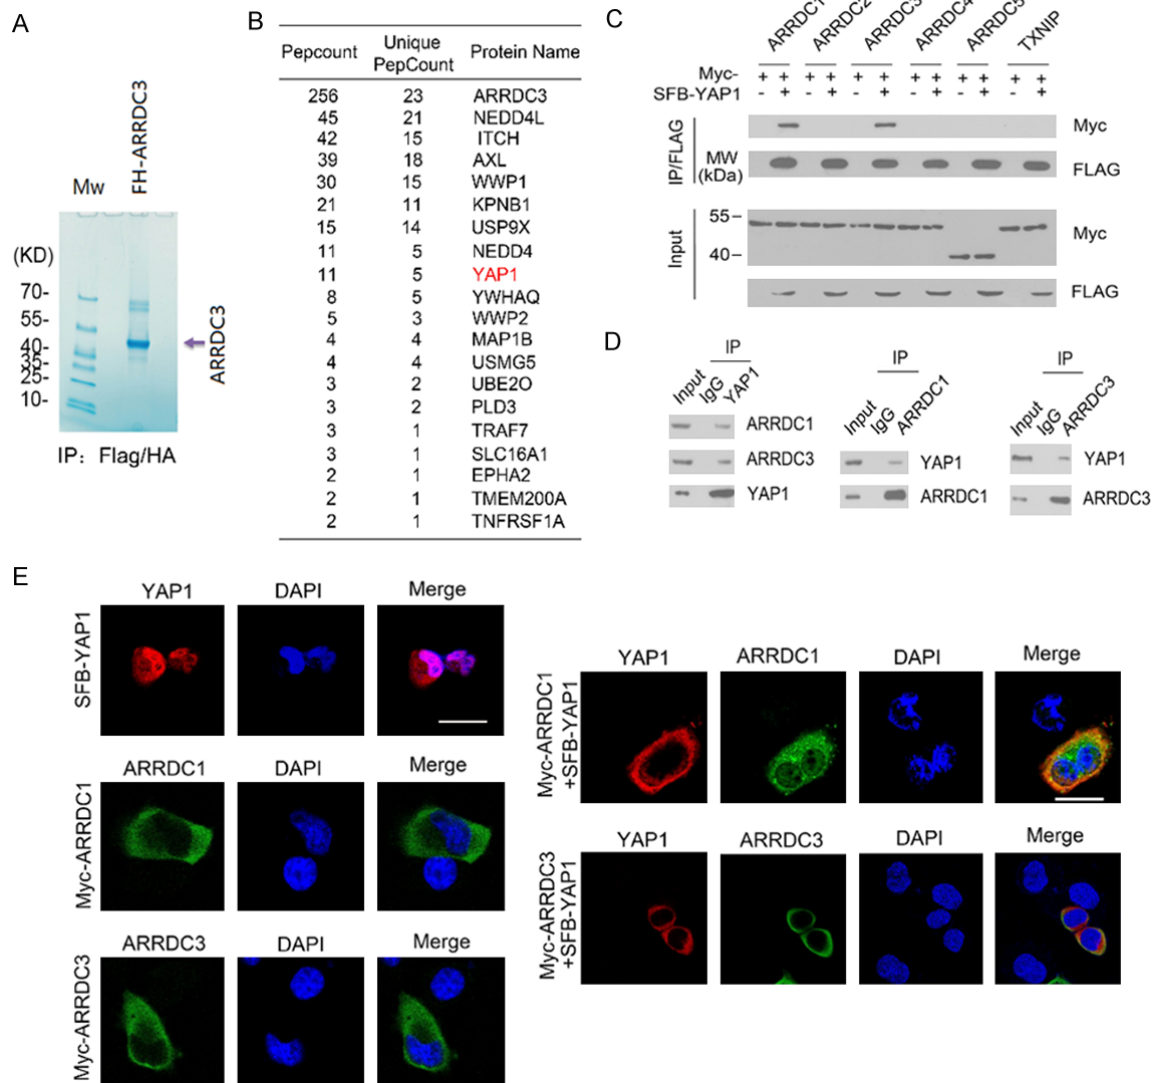 A
Mw
FH-ARRDC3
(KD)
70-
55-
40-
35-
25-
10-
ARRDC3
IP: Flag/HA
B
Pepcount Unique PepCount Protein Name
256 23 ARRDC3
45 21 NEDD4L
42 15 ITCH
39 18 AXL
30 15 WWP1
21 11 KPNB1
15 14 USP9X
11 5 NEDD4
11 5 YAP1
8 5 YWHAQ
5 3 WWP2
4 4 MAP1B
4 4 USMG5
3 2 UBE2O
3 2 PLD3
3 1 TRAF7
3 1 SLC16A1
2 1 EPHA2
2 1 TMEM200A
2 1 TNFRSF1A
C
ARRDC1 ARRDC2 ARRDC3 ARRDC4 ARRDC5 TXNIP
Myc- + + + + + + + + + + + +
SFB-YAP1 - + - + - + - + - + - +
IP/FLAG
Myc
MW
(kDa)
FLAG
Input
55–
40–
Myc
FLAG
D
IP
Input IgG YAP1
ARRDC1
ARRDC3
YAP1
IP
Input IgG ARRDC1
YAP1
ARRDC1
IP
Input IgG ARRDC3
YAP1
ARRDC3
E
YAP1 DAPI Merge
SFB-YAP1
ARRDC1 DAPI Merge
Myc-ARRDC1
ARRDC3 DAPI Merge
Myc-ARRDC3
YAP1 ARRDC1 DAPI Merge
Myc-ARRDC1
+SFB-YAP1
YAP1 ARRDC3 DAPI Merge
Myc-ARRDC3
+SFB-YAP1